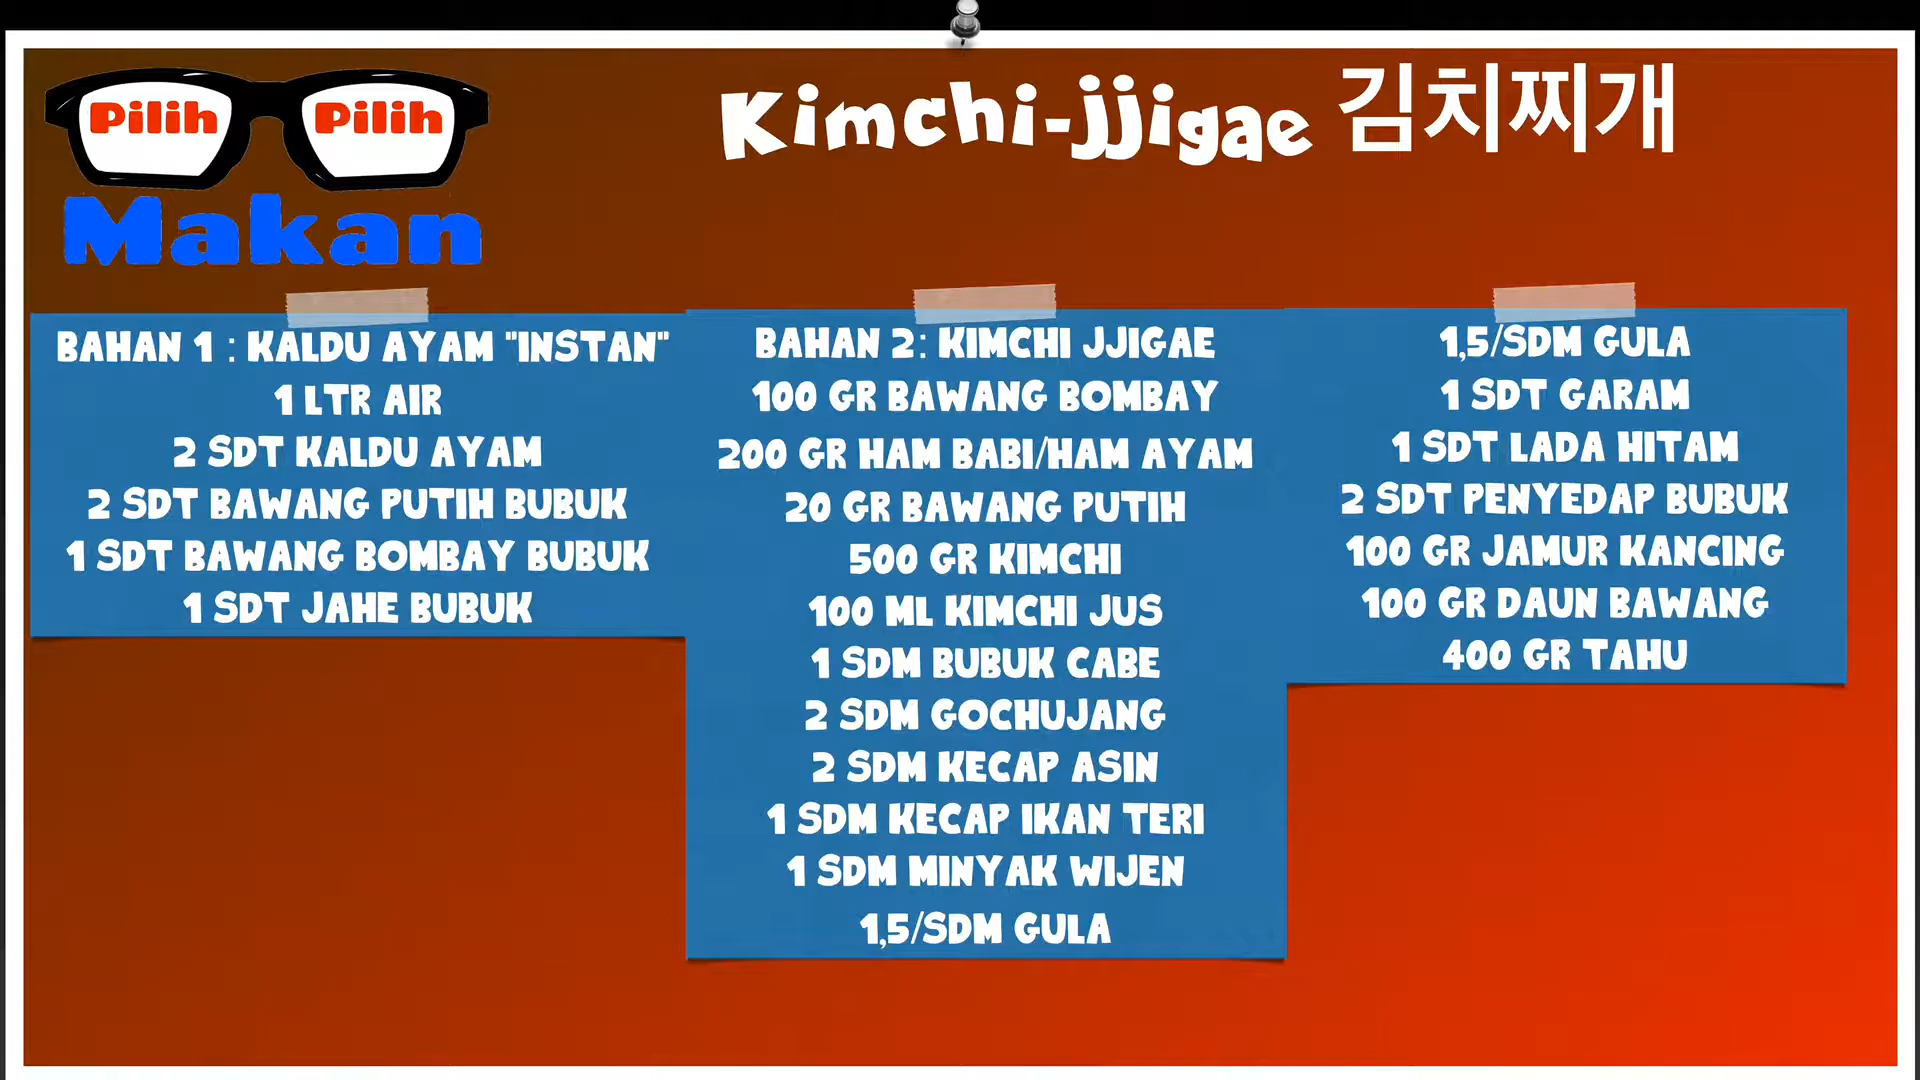 Pilih Pilih
Makan
Kimchi-jjigae 김치찌개
BAHAN 1 : KALDU AYAM "INSTAN"
1 LTR AIR
2 SDT KALDU AYAM
2 SDT BAWANG PUTIH BUBUK
1 SDT BAWANG BOMBAY BUBUK
1 SDT JAHE BUBUK
BAHAN 2: KIMCHI JJIGAE
100 GR BAWANG BOMBAY
200 GR HAM BABI/HAM AYAM
20 GR BAWANG PUTIH
500 GR KIMCHI
100 ML KIMCHI JUS
1 SDM BUBUK CABE
2 SDM GOCHUJANG
2 SDM KECAP ASIN
1 SDM KECAP IKAN TERI
1 SDM MINYAK WIJEN
1,5/SDM GULA
1,5/SDM GULA
1 SDT GARAM
1 SDT LADA HITAM
2 SDT PENYEDAP BUBUK
100 GR JAMUR KANCING
100 GR DAUN BAWANG
400 GR TAHU